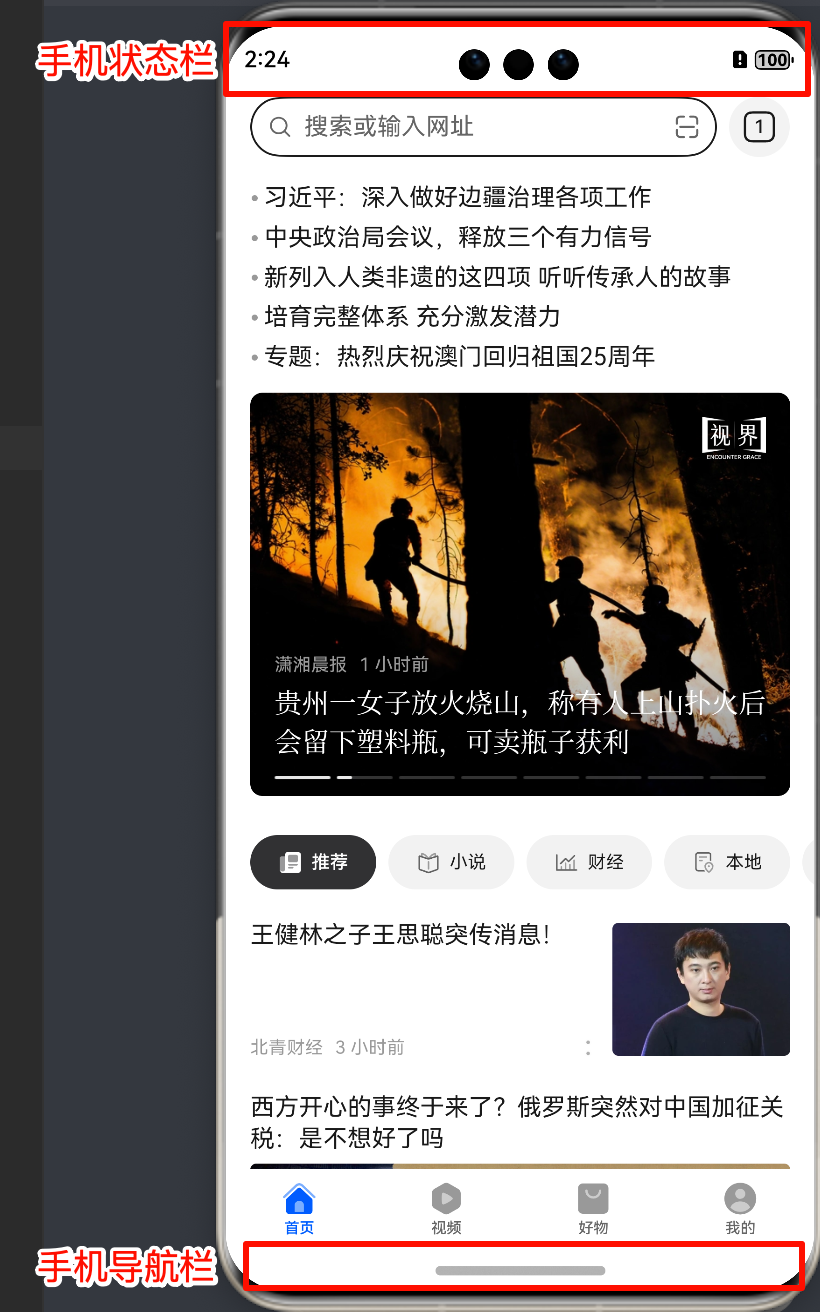 手机状态栏
2:24
100
搜索或输入网址
1
习近平：深入做好边疆治理各项工作
中央政治局会议，释放三个有力信号
新列入人类非遗的这四项 听听传承人的故事
培育完整体系 充分激发潜力
专题：热烈庆祝澳门回归祖国25周年
视界
ENCOUNTER GRACE
潇湘晨报 1 小时前
贵州一女子放火烧山，称有人上山扑火后
会留下塑料瓶，可卖瓶子获利
推荐 小说 财经 本地
王健林之子王思聪突传消息！
北青财经 3 小时前
西方开心的事终于来了？俄罗斯突然对中国加征关
税：是不想好了吗
首页 视频 好物 我的
手机导航栏